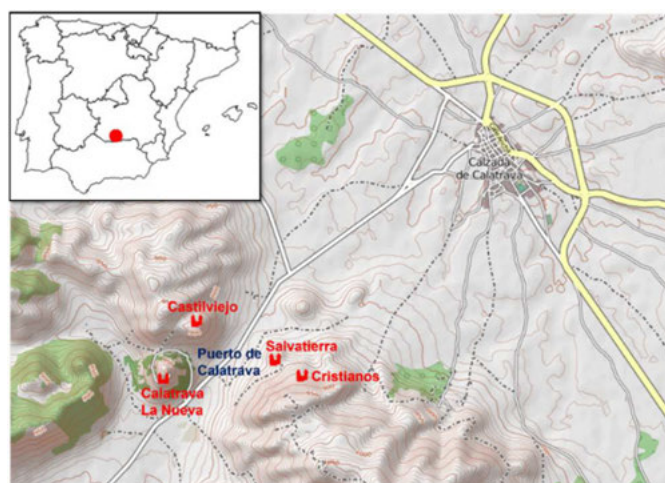 Calzada
de Calatrava
Castilviejo
Puerto de
Calatrava
Salvatierra
Cristianos
Calatrava
La Nueva